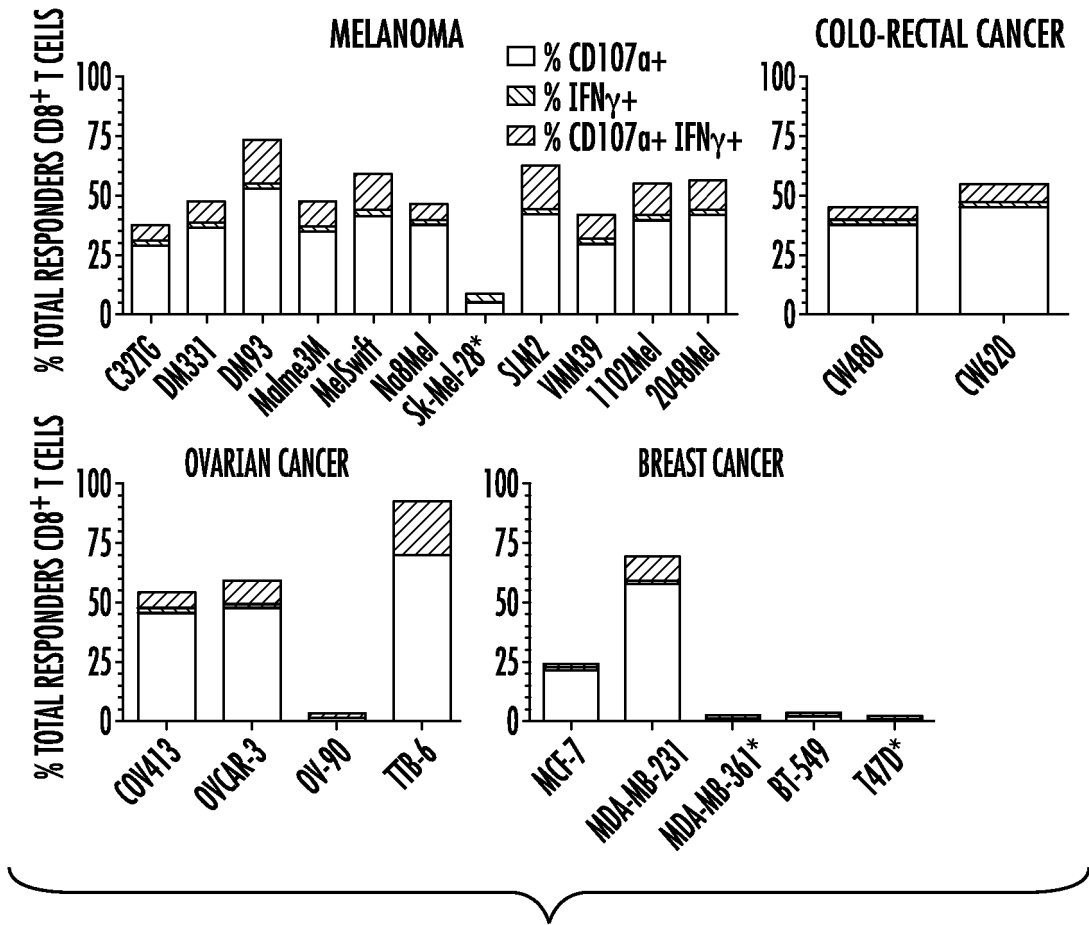 MELANOMA
% CD107a+
% IFNγ+
% CD107a+ IFNγ+
% TOTAL RESPONDERS CD8+ T CELLS
100
75
50
25
0
C32TG
DM331
DM93
Malme3M
MelSwift
Na8Mel
Sk-Mel-28*
SLM2
VMM39
1102Mel
2048Mel
COLO-RECTAL CANCER
100
75
50
25
0
CW480
CW620
OVARIAN CANCER
% TOTAL RESPONDERS CD8+ T CELLS
100
75
50
25
0
COV413
OVCAR-3
OV-90
TTB-6
BREAST CANCER
100
75
50
25
0
MCF-7
MDA-MB-231
MDA-MB-361*
BT-549
T47D*